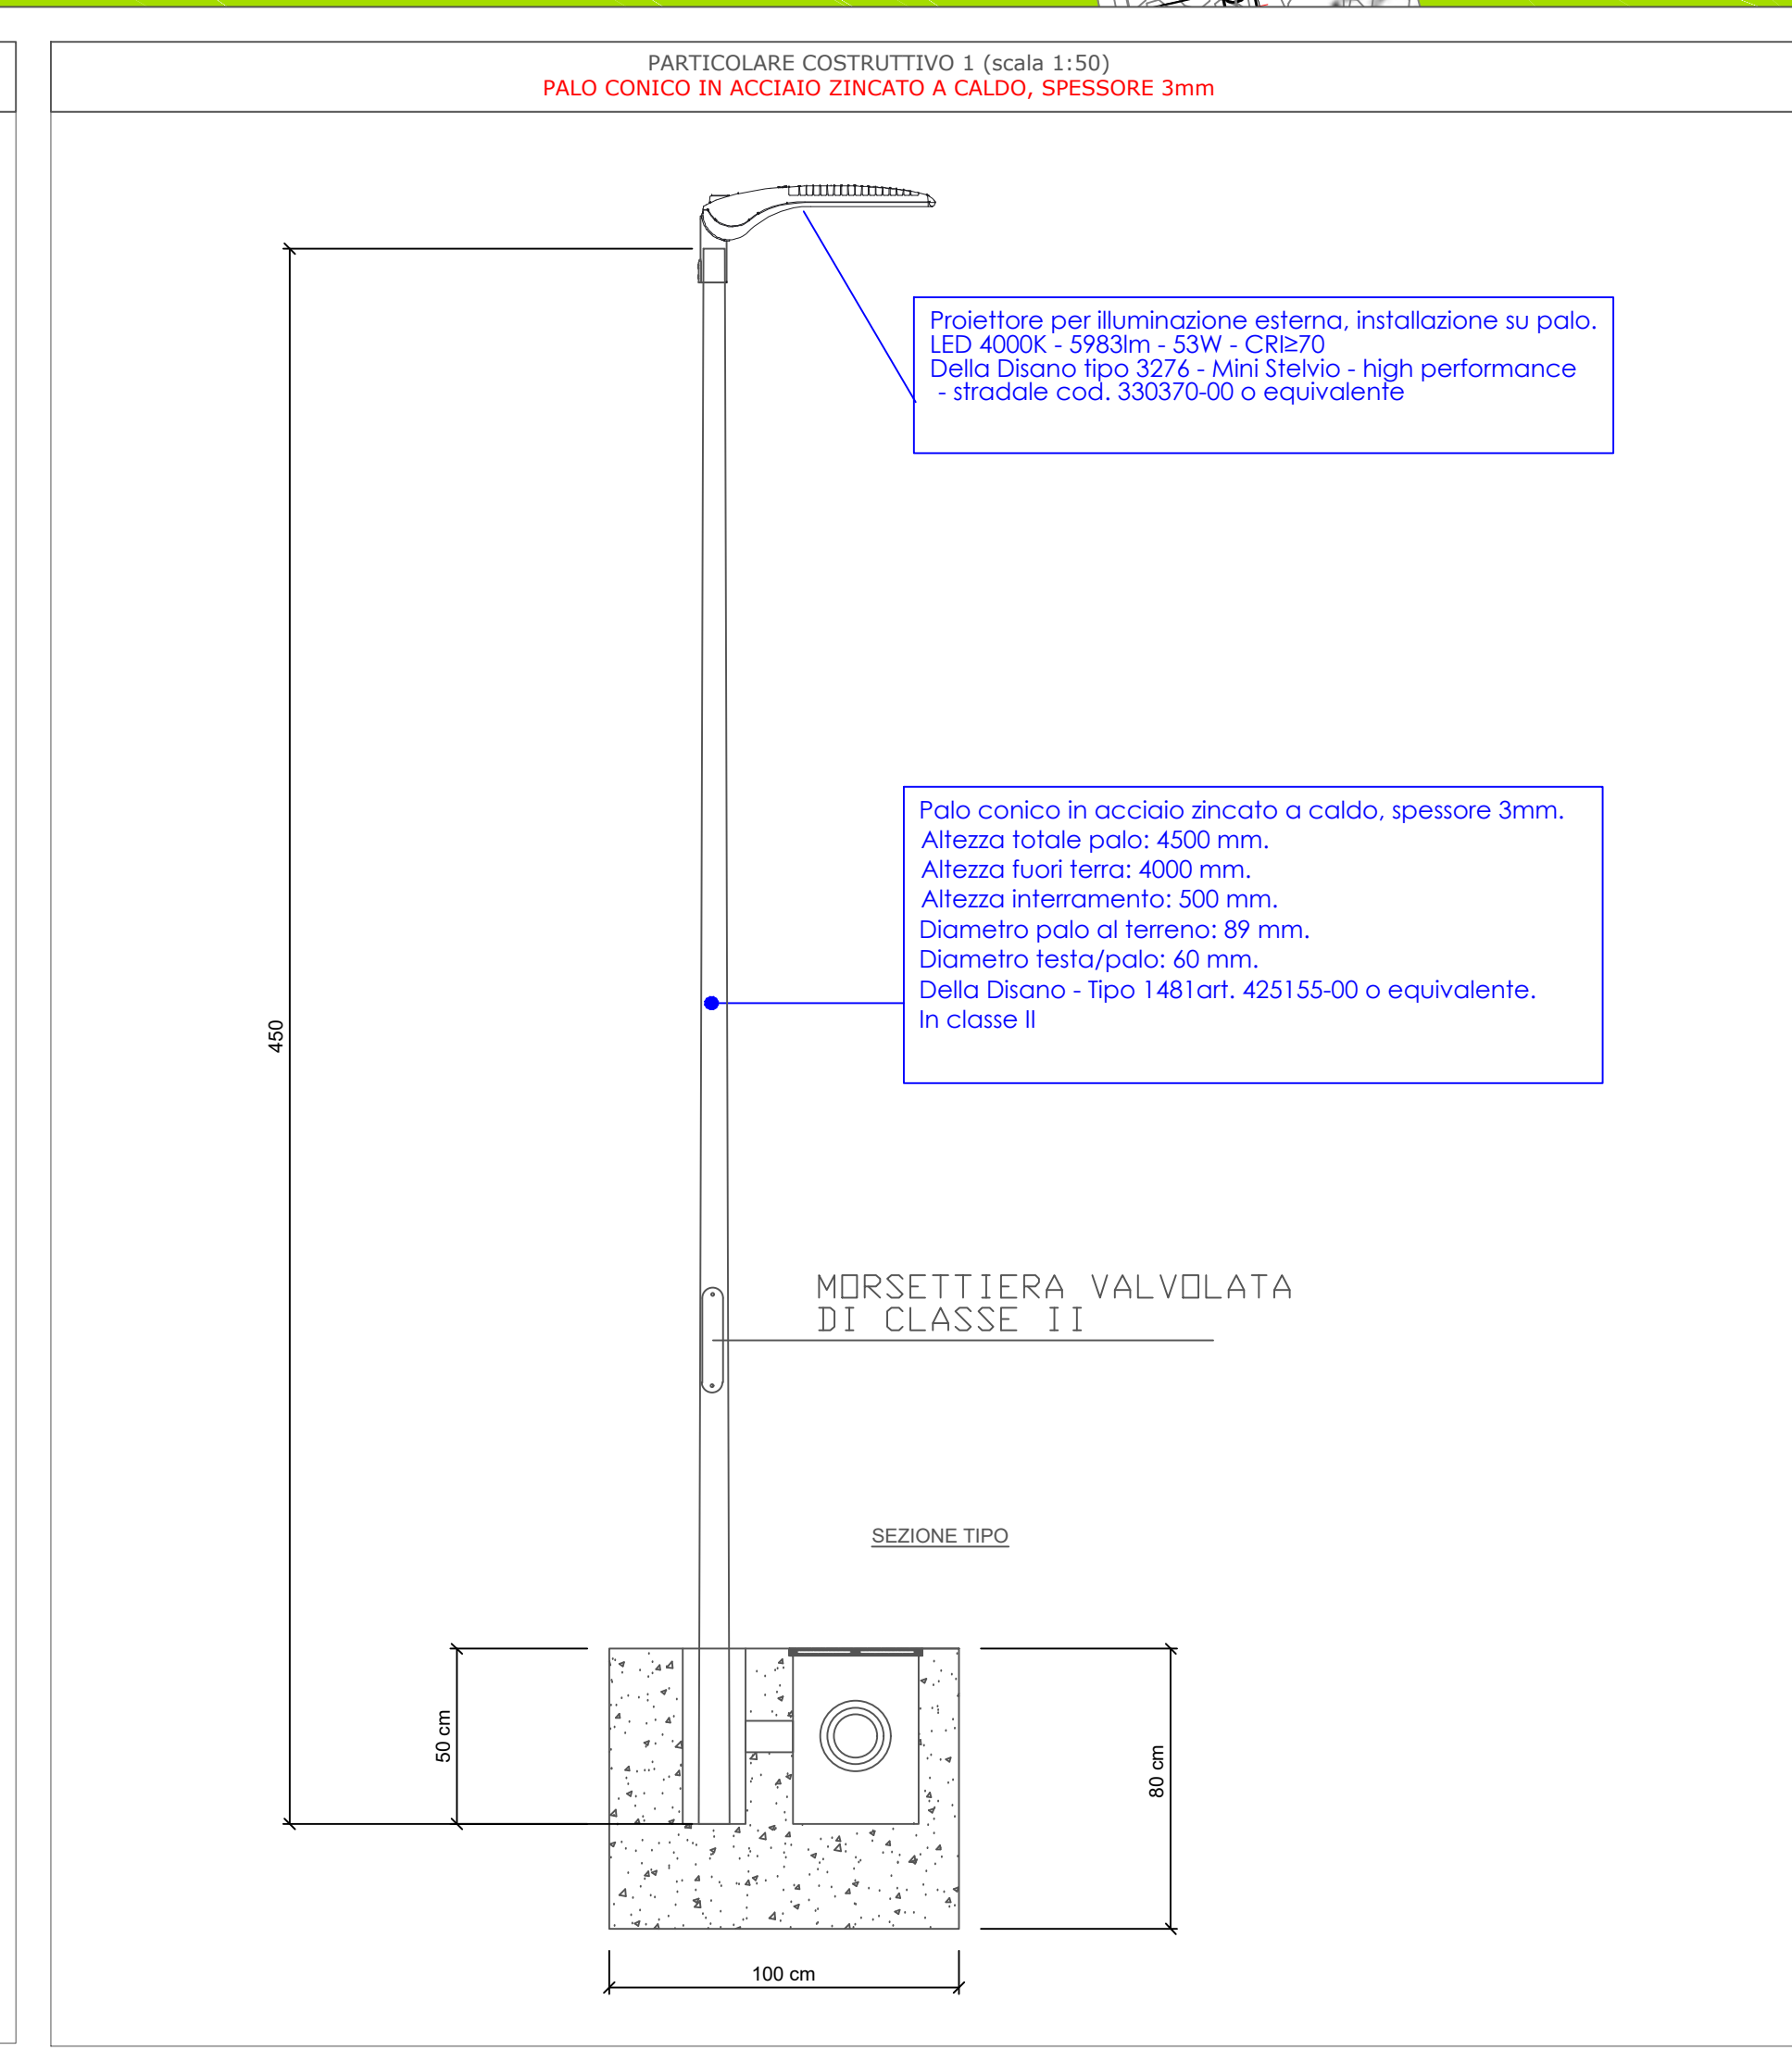 PARTICOLARE COSTRUTTIVO 1 (scala 1:50)
PALO CONICO IN ACCIAIO ZINCATO A CALDO, SPESSORE 3mm
Proiettore per illuminazione esterna, installazione su palo.
LED 4000K - 5983lm - 53W - CRI≥70
Della Disano tipo 3276 - Mini Stelvio - high performance
- stradale cod. 330370-00 o equivalente
Palo conico in acciaio zincato a caldo, spessore 3mm.
Altezza totale palo: 4500 mm.
Altezza fuori terra: 4000 mm.
Altezza interramento: 500 mm.
Diametro palo al terreno: 89 mm.
Diametro testa/palo: 60 mm.
Della Disano - Tipo 1481art. 425155-00 o equivalente.
In classe II
450
MORSETTIERA VALVOLATA
DI CLASSE II
SEZIONE TIPO
50 cm
80 cm
100 cm